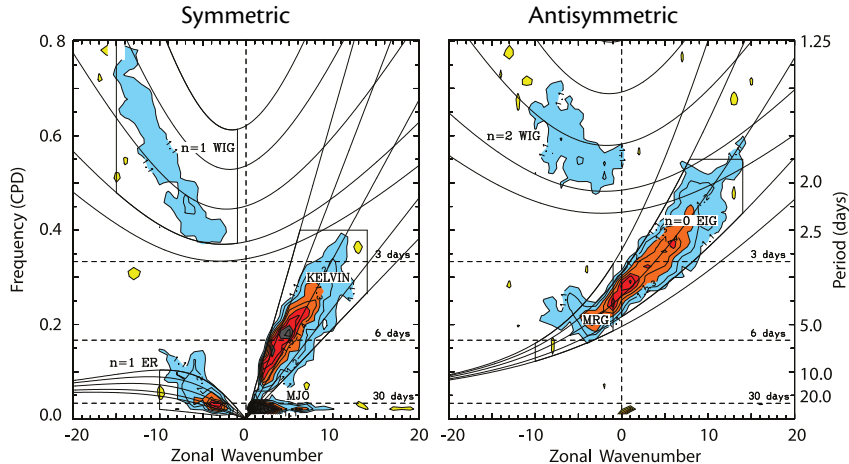 Symmetric
Antisymmetric
Frequency (CPD)
0.8
0.6
0.4
0.2
0.0
n=1 WIG
3 days
KELVIN
6 days
n=1 ER
MJO
30 days
-20 -10 0 10 20
Zonal Wavenumber
n=2 WIG
n=0 EIG
3 days
MRG
6 days
30 days
-20 -10 0 10 20
Zonal Wavenumber
1.25
2.0
2.5
5.0
10.0
20.0
Period (days)